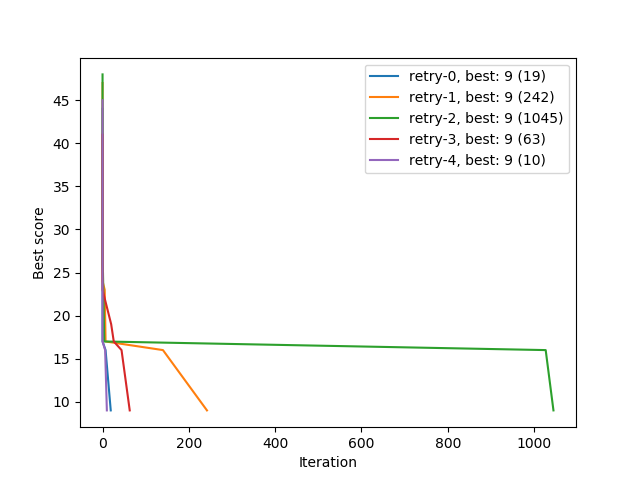 retry-0, best: 9 (19)
retry-1, best: 9 (242)
retry-2, best: 9 (1045)
retry-3, best: 9 (63)
retry-4, best: 9 (10)
45
40
35
30
25
20
15
10
Best score
0 200 400 600 800 1000
Iteration